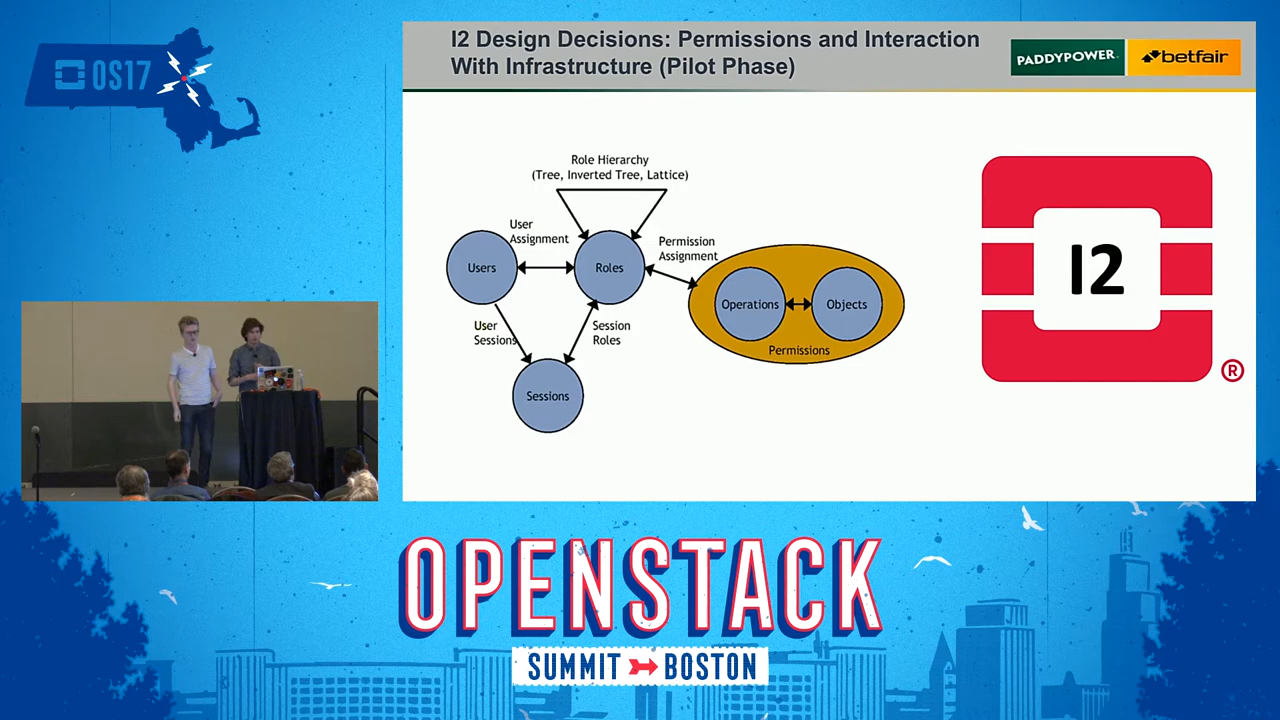 OS17
I2 Design Decisions: Permissions and Interaction
With Infrastructure (Pilot Phase)
PADDYPOWER.
betfair
Role Hierarchy
(Tree, Inverted Tree, Lattice)
User
Assignment
Permission
Assignment
Users
Roles
Operations
Objects
Permissions
User
Sessions
Session
Roles
Sessions
I2
®
OPENSTACK
SUMMIT BOSTON